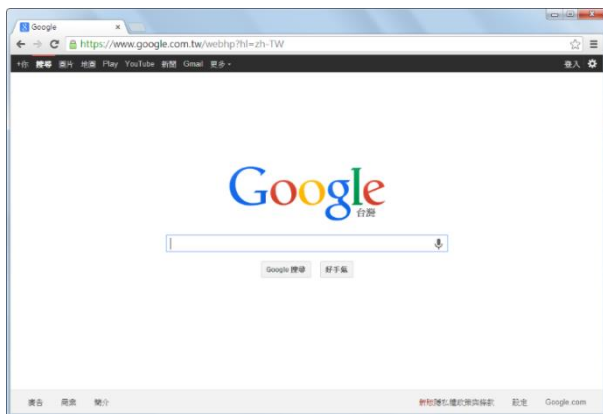 Google
https://www.google.com.tw/webhp?hl=zh-TW
+你 搜尋 圖片 地圖 Play YouTube 新聞 Gmail 更多
登入
Google
台灣
Google 搜尋 好手氣
廣告 商業 簡介 新版隱私權政策與條款 設定 Google.com